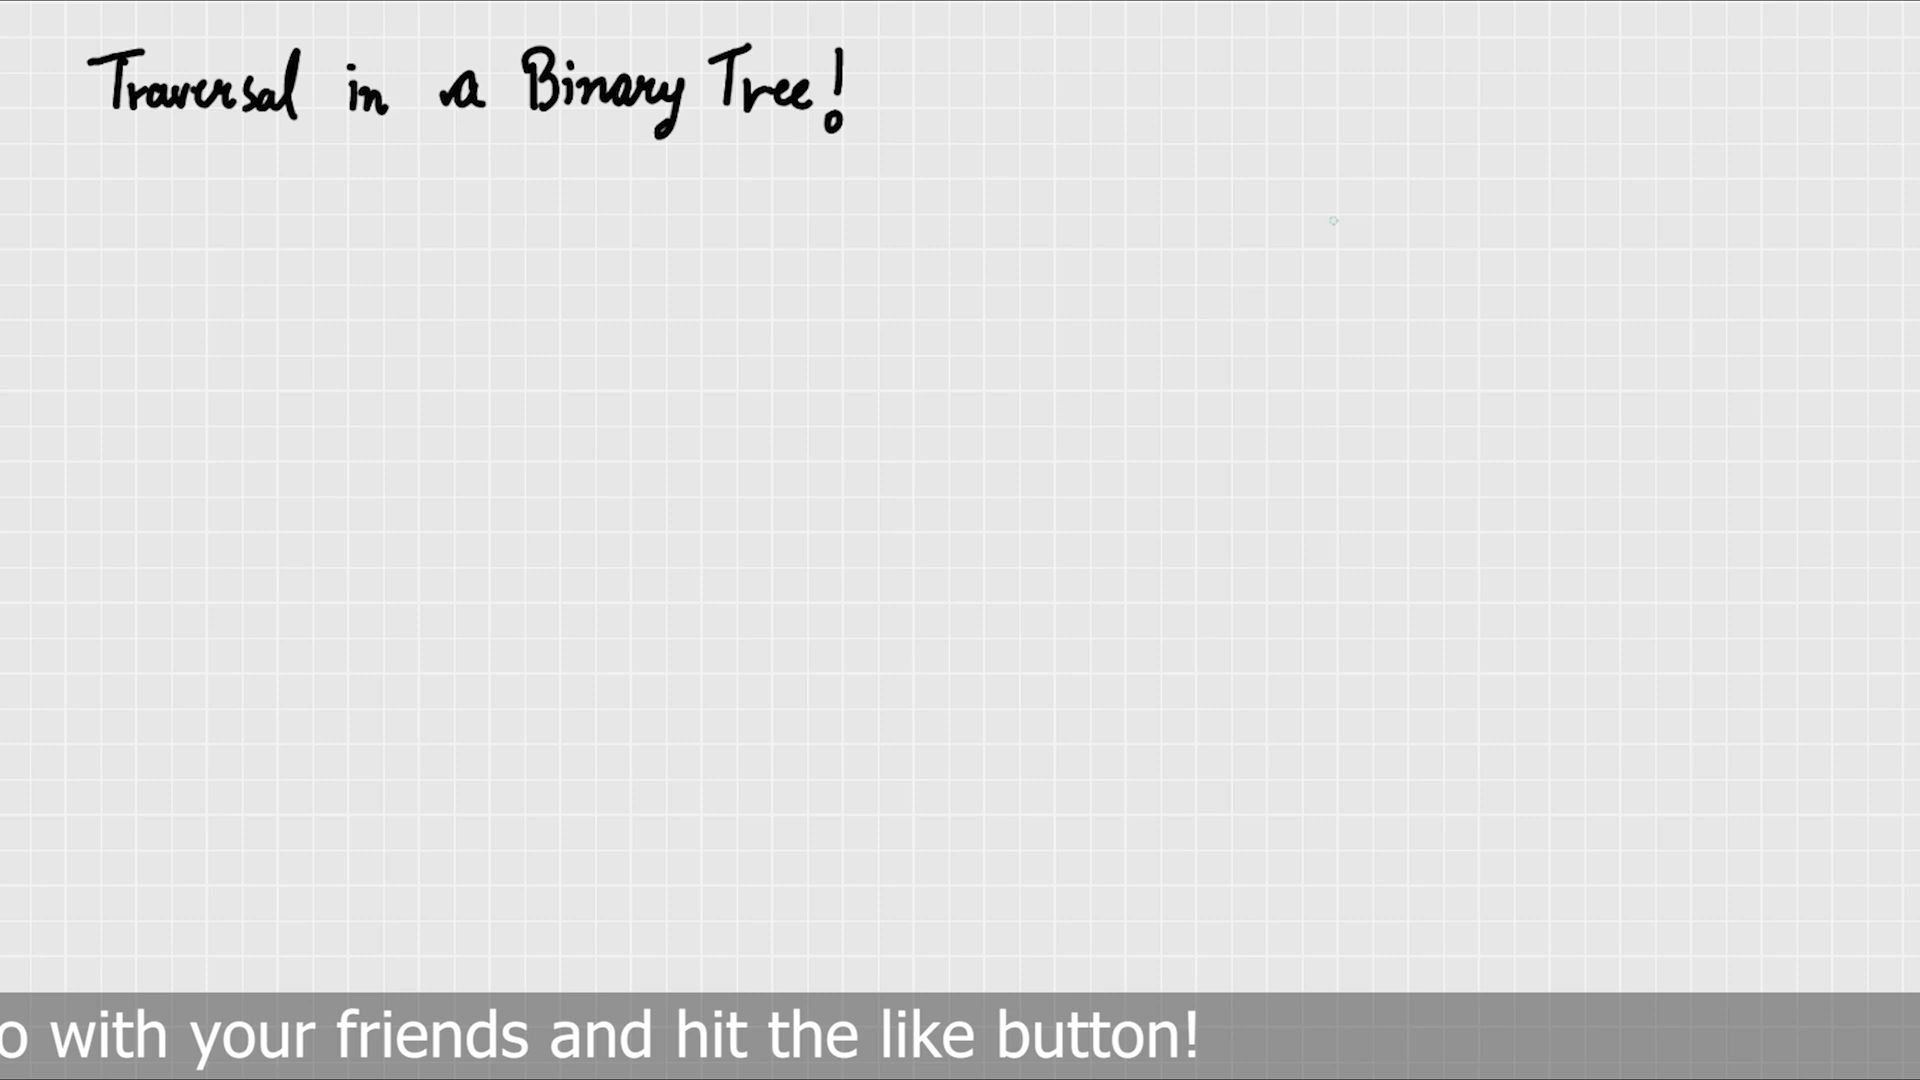 Traversal in a Binary Tree!
o with your friends and hit the like button!